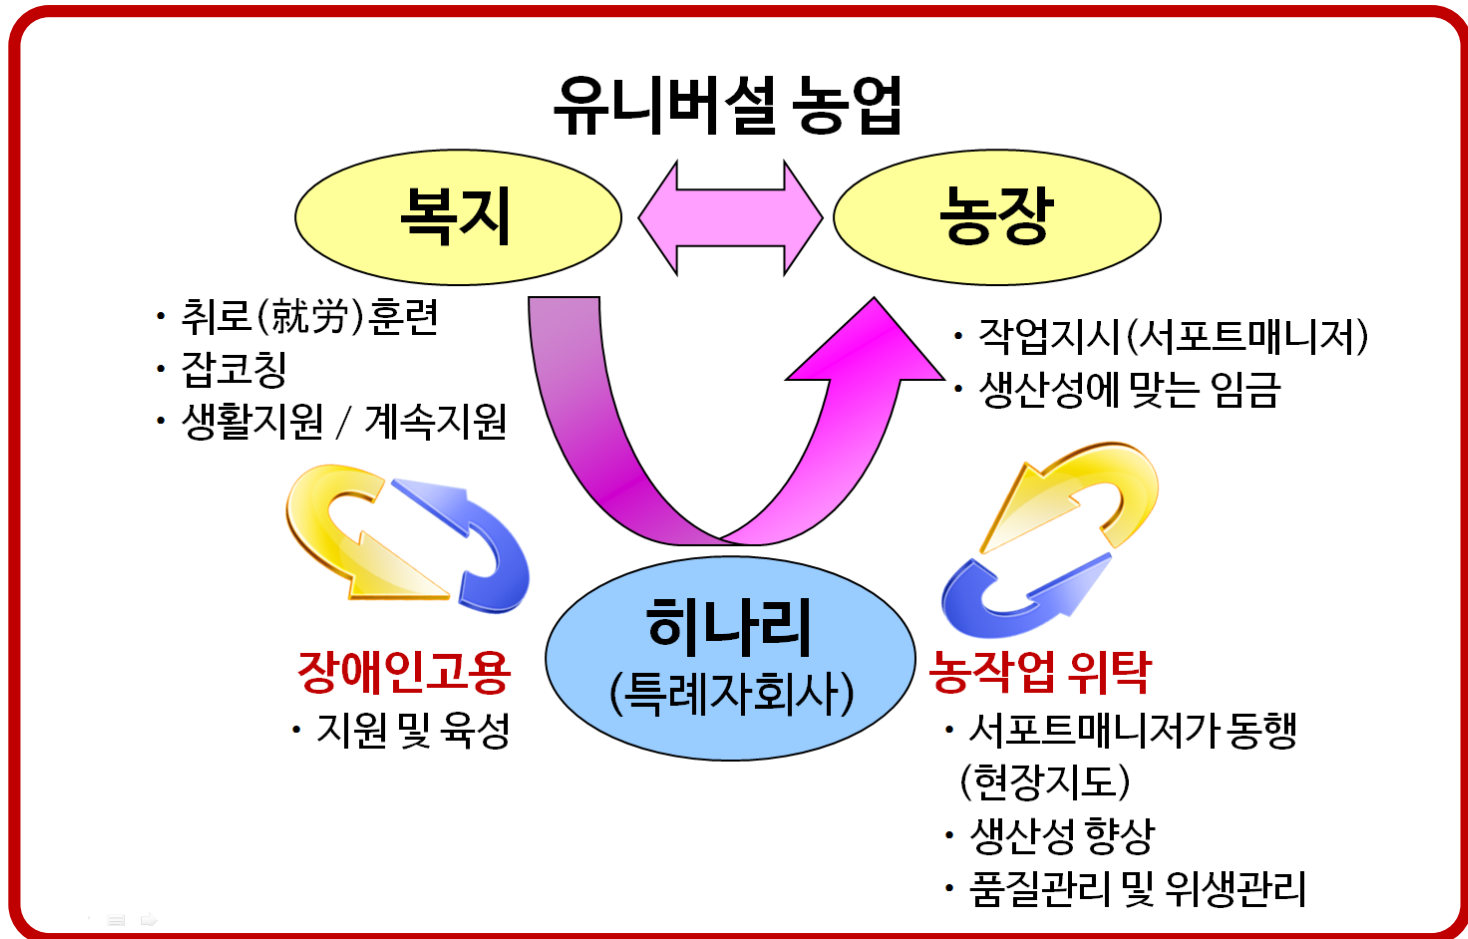 유니버설 농업
복지
농장
· 취로(就労)훈련
· 잡코칭
· 생활지원 / 계속지원
· 작업지시(서포트매니저)
· 생산성에 맞는 임금
히나리
(특례자회사)
장애인고용
· 지원 및 육성
농작업 위탁
· 서포트매니저가 동행
(현장지도)
· 생산성 향상
· 품질관리 및 위생관리